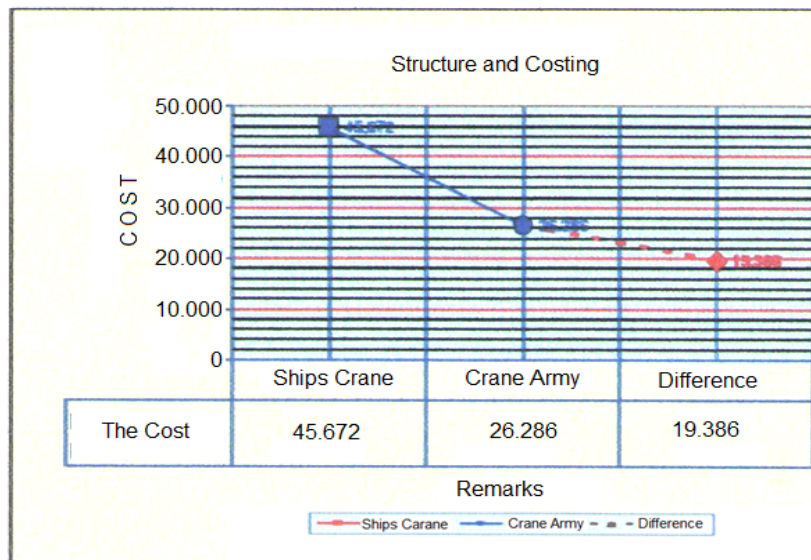 Structure and Costing
COST
50.000
40.000
30.000
20.000
10.000
0
Ships Crane Crane Army Difference
The Cost 45.672 26.286 19.386
Remarks
Ships Carane Crane Army Difference